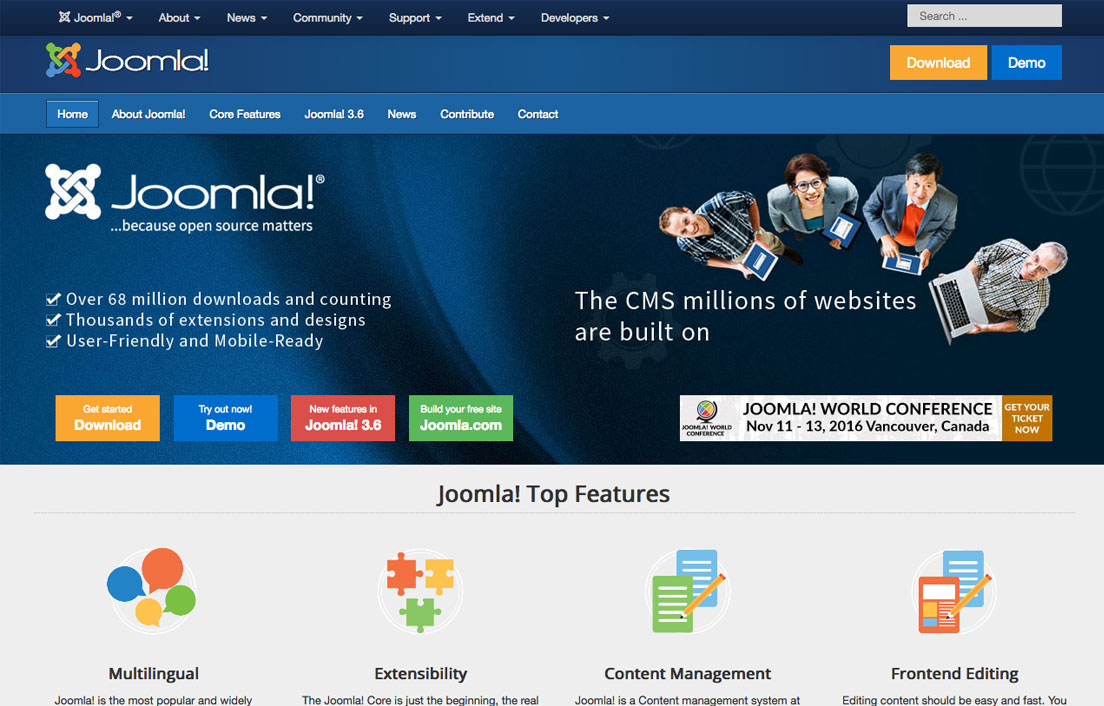 Joomla!® About News Community Support Extend Developers Search ...
Joomla! Download Demo
Home About Joomla! Core Features Joomla! 3.6 News Contribute Contact
Joomla!®
...because open source matters
Over 68 million downloads and counting
Thousands of extensions and designs
User-Friendly and Mobile-Ready
The CMS millions of websites
are built on
Get started
Download
Try out now!
Demo
New features in
Joomla! 3.6
Build your free site
Joomla.com
JOOMLA! WORLD
CONFERENCE
JOOMLA! WORLD CONFERENCE
Nov 11 - 13, 2016 Vancouver, Canada
GET YOUR
TICKET
NOW
Joomla! Top Features
Multilingual
Joomla! is the most popular and widely
Extensibility
The Joomla! Core is just the beginning, the real
Content Management
Joomla! is a Content management system at
Frontend Editing
Editing content should be easy and fast. You